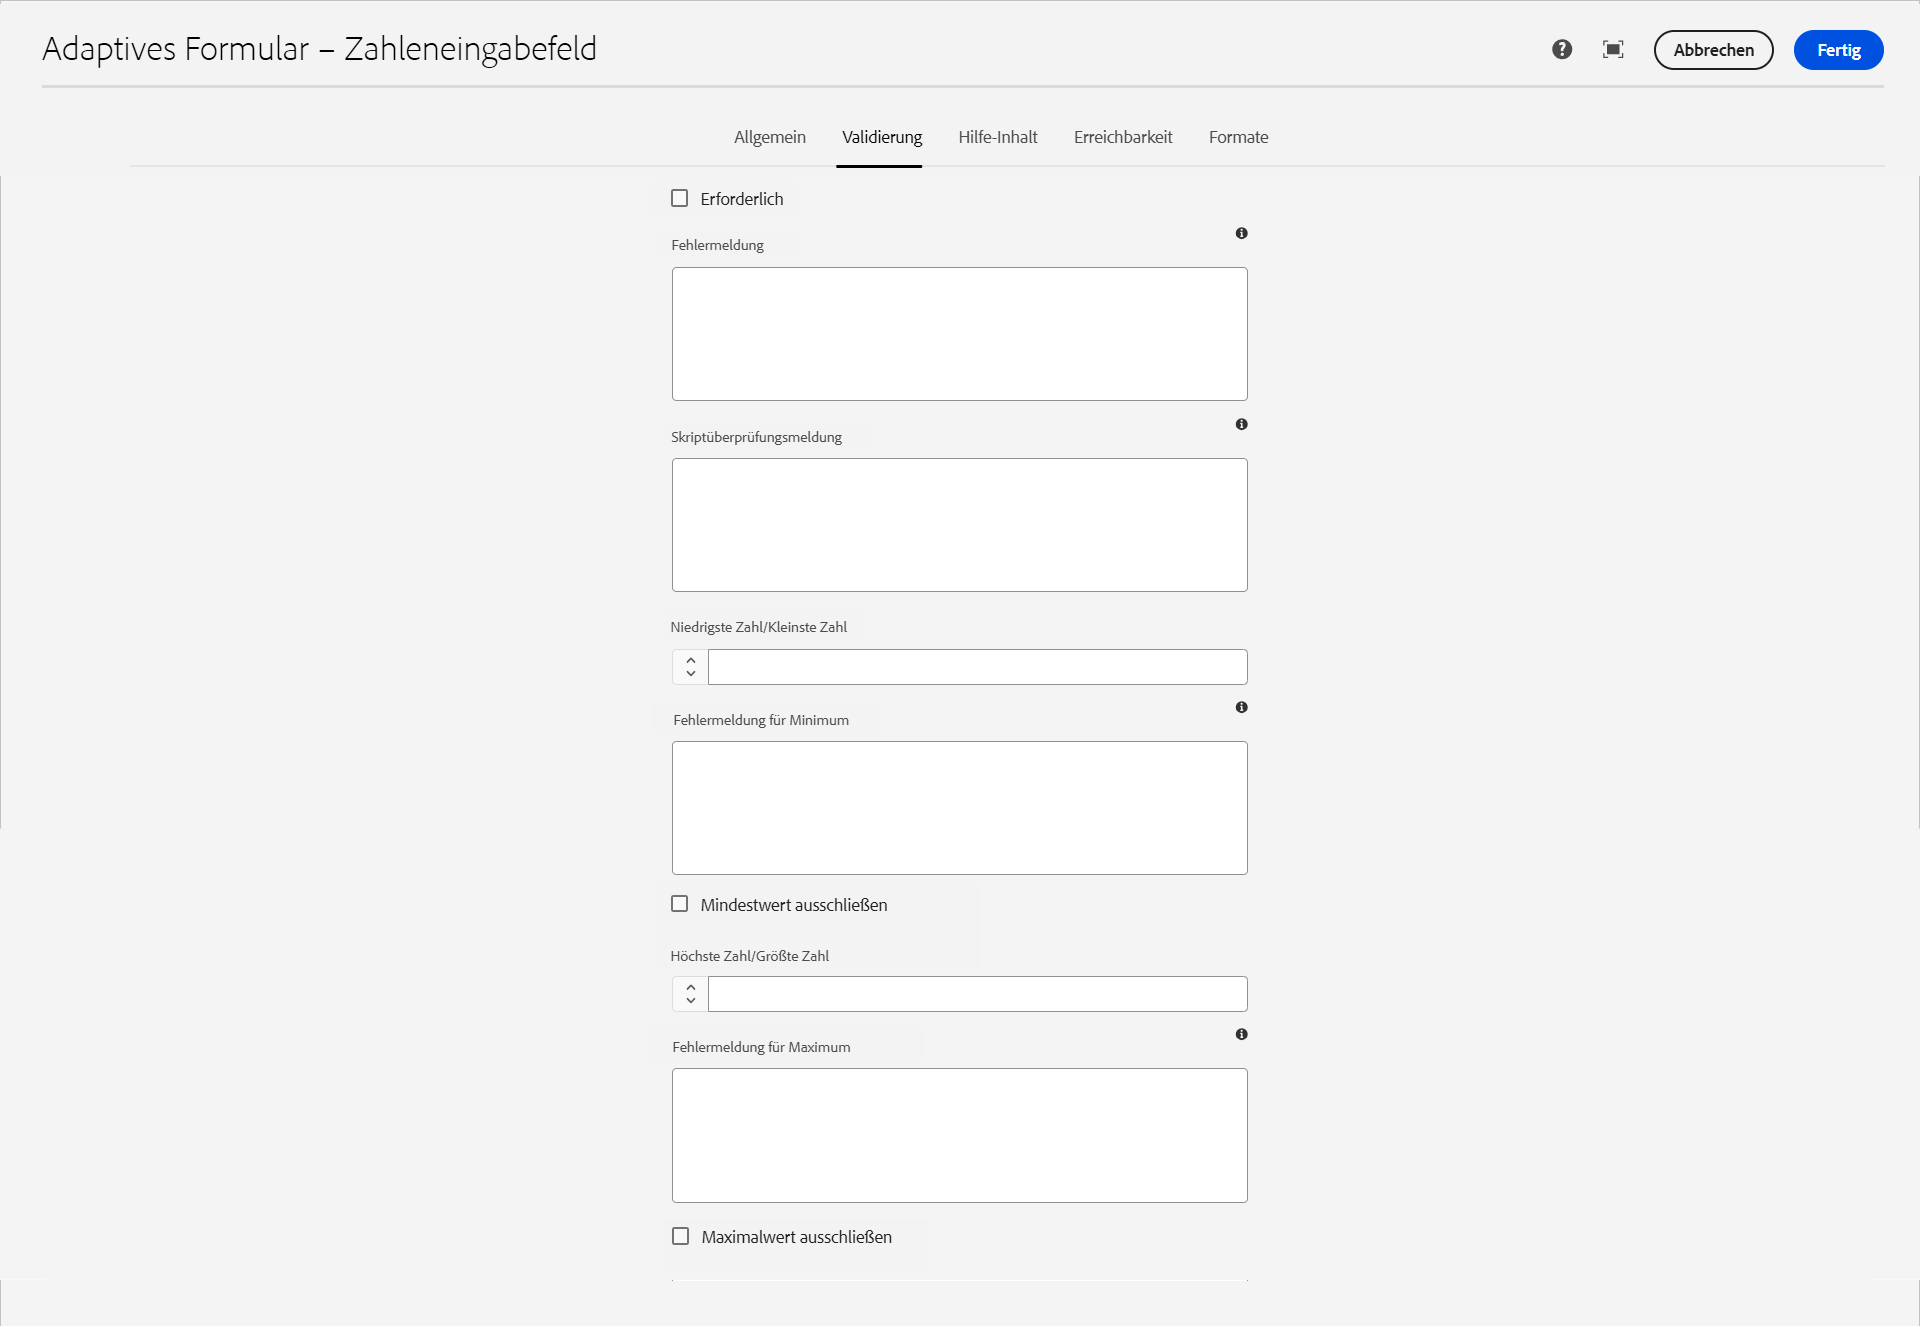 Adaptives Formular – Zahleneingabefeld
Abbrechen
Fertig
Allgemein
Validierung
Hilfe-Inhalt
Erreichbarkeit
Formate
Erforderlich
Fehlermeldung
Skriptüberprüfungsmeldung
Niedrigste Zahl/Kleinste Zahl
Fehlermeldung für Minimum
Mindestwert ausschließen
Höchste Zahl/Größte Zahl
Fehlermeldung für Maximum
Maximalwert ausschließen